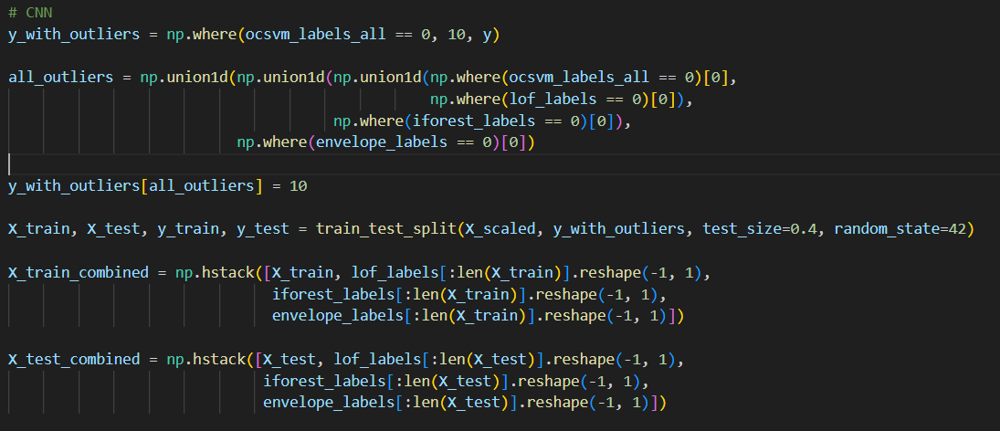 # CNN
y_with_outliers = np.where(ocsvm_labels_all == 0, 10, y)
all_outliers = np.union1d(np.union1d(np.union1d(np.where(ocsvm_labels_all == 0)[0],
np.where(lof_labels == 0)[0]),
np.where(iforest_labels == 0)[0]),
np.where(envelope_labels == 0)[0])
y_with_outliers[all_outliers] = 10
X_train, X_test, y_train, y_test = train_test_split(X_scaled, y_with_outliers, test_size=0.4, random_state=42)
X_train_combined = np.hstack([X_train, lof_labels[:len(X_train)].reshape(-1, 1),
iforest_labels[:len(X_train)].reshape(-1, 1),
envelope_labels[:len(X_train)].reshape(-1, 1)])
X_test_combined = np.hstack([X_test, lof_labels[:len(X_test)].reshape(-1, 1),
iforest_labels[:len(X_test)].reshape(-1, 1),
envelope_labels[:len(X_test)].reshape(-1, 1)])